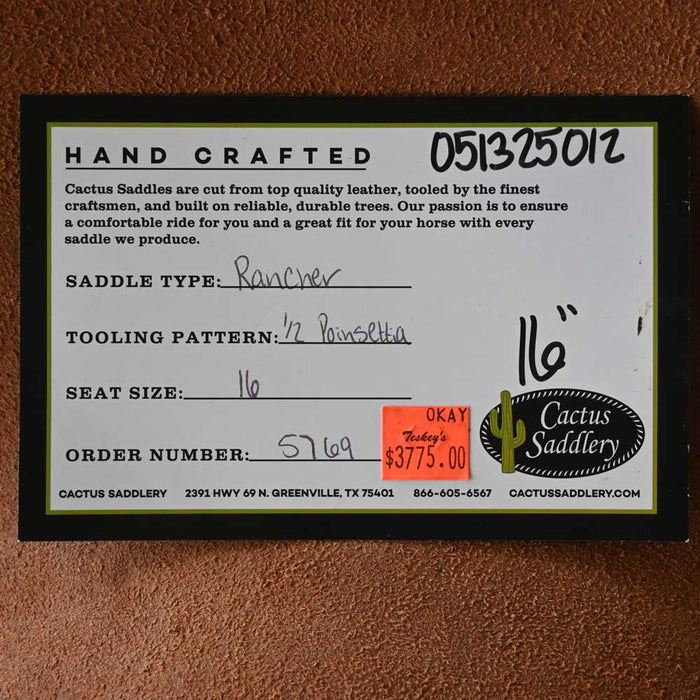 HAND CRAFTED
051325012
Cactus Saddles are cut from top quality leather, tooled by the finest
craftsmen, and built on reliable, durable trees. Our passion is to ensure
a comfortable ride for you and a great fit for your horse with every
saddle we produce.
SADDLE TYPE: Rancher
TOOLING PATTERN: 1/2 Poinsettia
16"
SEAT SIZE: 16
Cactus
Saddlery
ORDER NUMBER: 5769
OKAY
Teskey's
$3775.00
CACTUS SADDLERY 2391 HWY 69 N. GREENVILLE, TX 75401 866-605-6567 CACTUSSADDLERY.COM